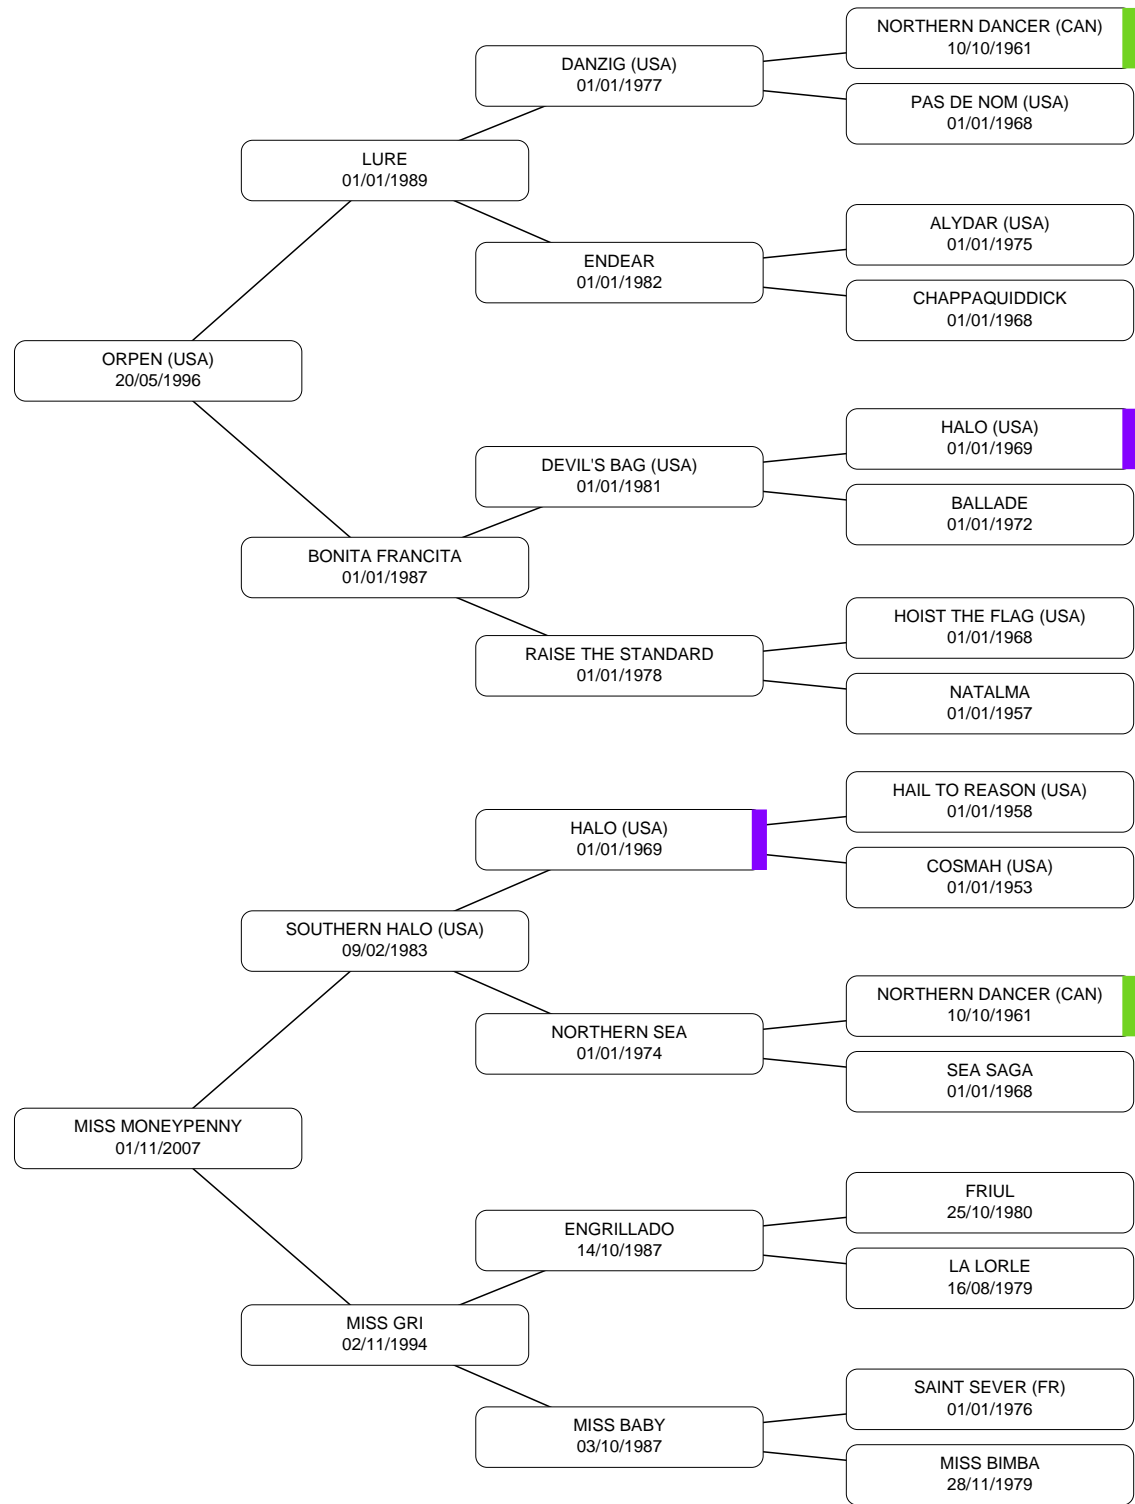 NORTHERN DANCER (CAN)
10/10/1961
DANZIG (USA)
01/01/1977
PAS DE NOM (USA)
01/01/1968
LURE
01/01/1989
ALYDAR (USA)
01/01/1975
ENDEAR
01/01/1982
CHAPPAQUIDDICK
01/01/1968
ORPEN (USA)
20/05/1996
HALO (USA)
01/01/1969
DEVIL'S BAG (USA)
01/01/1981
BALLADE
01/01/1972
BONITA FRANCITA
01/01/1987
HOIST THE FLAG (USA)
01/01/1968
RAISE THE STANDARD
01/01/1978
NATALMA
01/01/1957
HAIL TO REASON (USA)
01/01/1958
HALO (USA)
01/01/1969
COSMAH (USA)
01/01/1953
SOUTHERN HALO (USA)
09/02/1983
NORTHERN DANCER (CAN)
10/10/1961
NORTHERN SEA
01/01/1974
SEA SAGA
01/01/1968
MISS MONEYPENNY
01/11/2007
FRIUL
25/10/1980
ENGRILLADO
14/10/1987
LA LORLE
16/08/1979
MISS GRI
02/11/1994
SAINT SEVER (FR)
01/01/1976
MISS BABY
03/10/1987
MISS BIMBA
28/11/1979